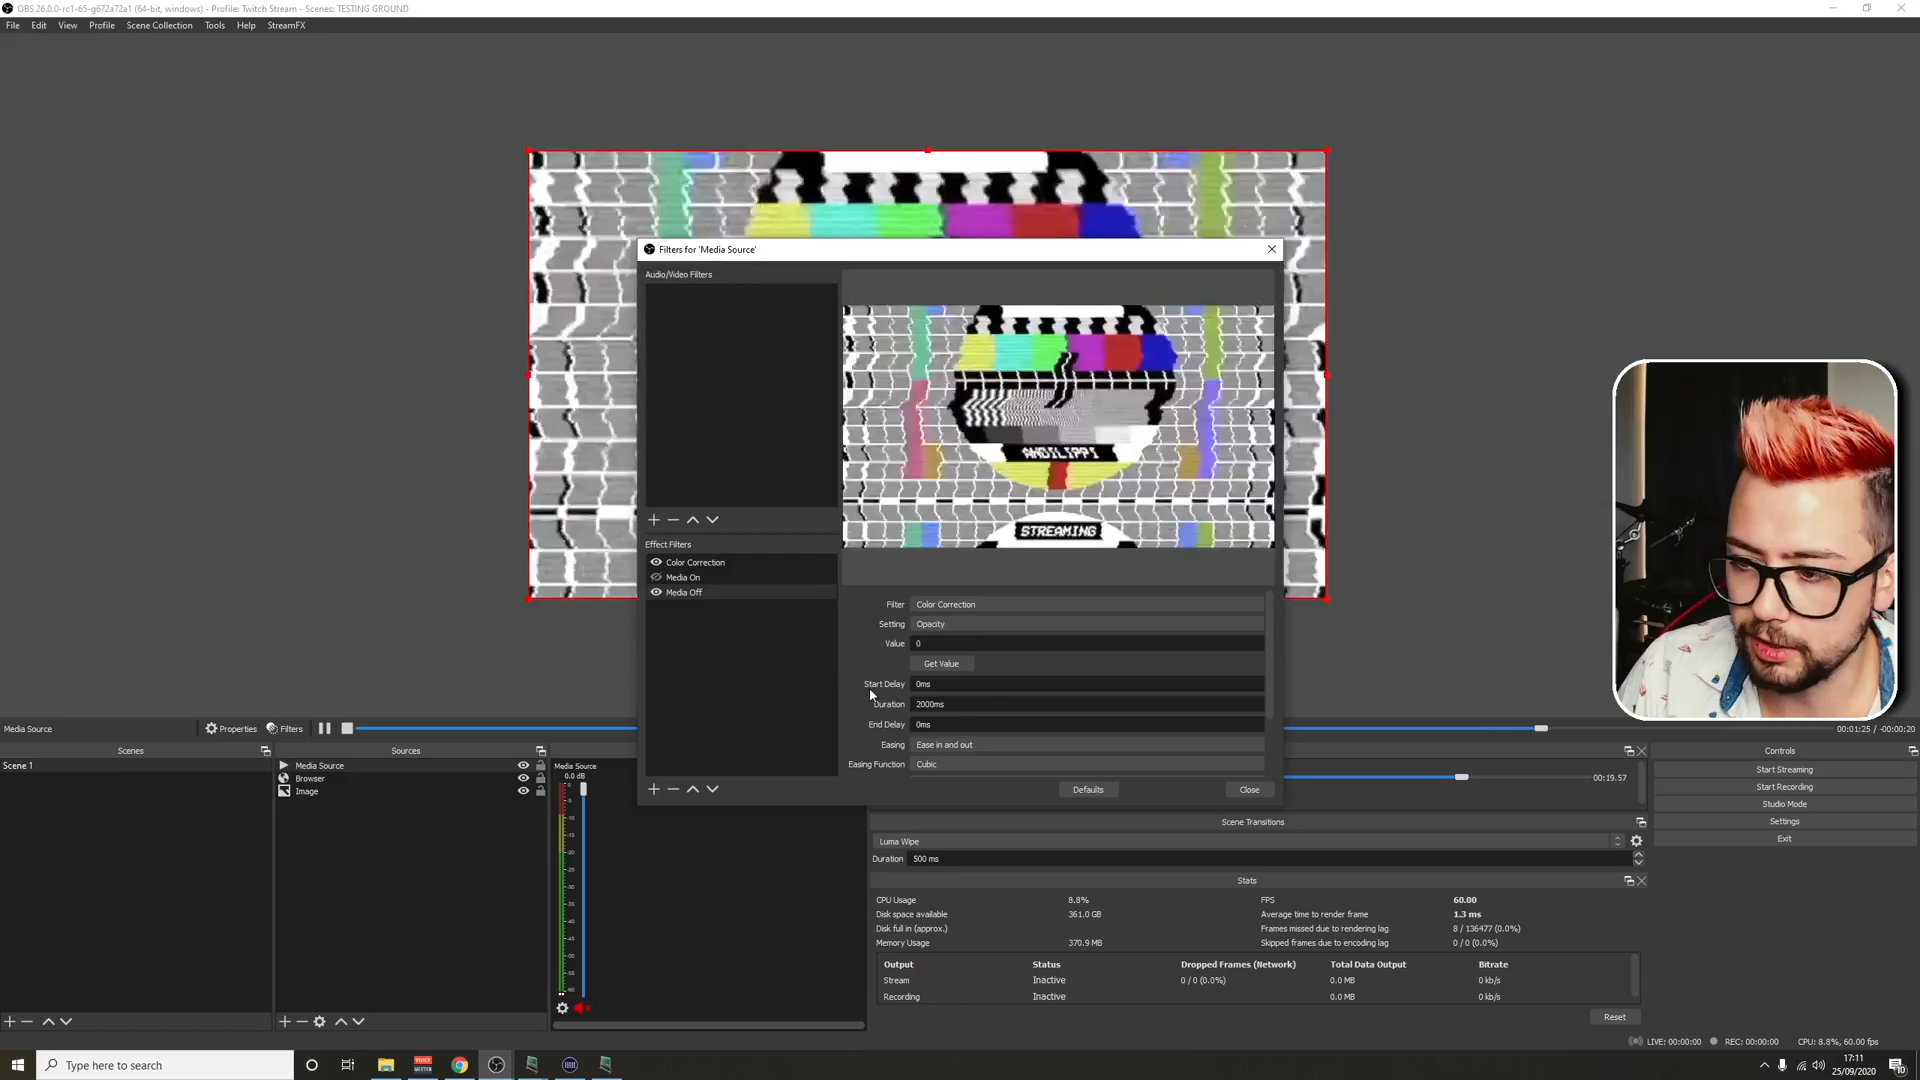 OBS 26.0.0-rc1-65-g672a72a1 (64-bit, windows) - Profile: Twitch Stream - Scenes: TESTING GROUND
File Edit View Profile Scene Collection Tools Help StreamFX
Filters for 'Media Source'
Audio/Video Filters
ANDILIPPI
STREAMING
Effect Filters
Color Correction
Media On
Media Off
Filter Color Correction
Setting Opacity
Value 0
Get Value
Start Delay 0ms
Duration 2000ms
End Delay 0ms
Easing Ease in and out
Easing Function Cubic
Defaults Close
Media Source Properties Filters 00:01:25 / -00:00:20
Scenes Sources Controls
Scene 1
Media Source
Browser
Image
Media Source
0.0 dB
00:19.57
Start Streaming
Start Recording
Studio Mode
Settings
Exit
Scene Transitions
Luma Wipe
Duration 500 ms
Stats
CPU Usage 8.8% FPS 60.00
Disk space available 361.0 GB Average time to render frame 1.3 ms
Disk full in (approx.) Frames missed due to rendering lag 8 / 136477 (0.0%)
Memory Usage 370.9 MB Skipped frames due to encoding lag 0 / 0 (0.0%)
Output Status Dropped Frames (Network) Total Data Output Bitrate
Stream Inactive 0 / 0 (0.0%) 0.0 MB 0 kb/s
Recording Inactive 0.0 MB 0 kb/s
Reset
LIVE: 00:00:00 REC: 00:00:00 CPU: 8.8%, 60.00 fps
Type here to search
17:11
25/09/2020